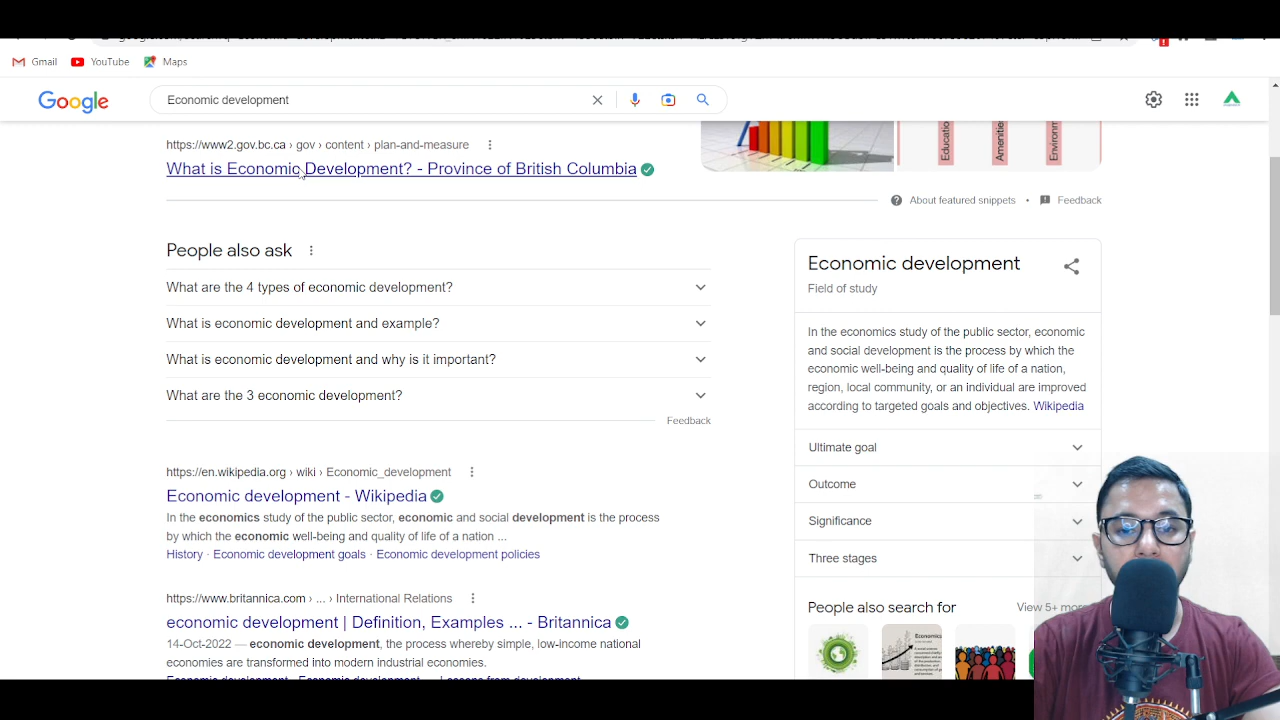 Gmail YouTube Maps
Google
Economic development
https://www2.gov.bc.ca › gov › content › plan-and-measure
What is Economic Development? - Province of British Columbia
Educatio
Amenities
Environm
About featured snippets • Feedback
People also ask
What are the 4 types of economic development?
What is economic development and example?
What is economic development and why is it important?
What are the 3 economic development?
Feedback
https://en.wikipedia.org › wiki › Economic_development
Economic development - Wikipedia
In the economics study of the public sector, economic and social development is the process
by which the economic well-being and quality of life of a nation ...
History · Economic development goals · Economic development policies
https://www.britannica.com › ... › International Relations
economic development | Definition, Examples ... - Britannica
14-Oct-2022 — economic development, the process whereby simple, low-income national
economies are transformed into modern industrial economies.
Economic development
Field of study
In the economics study of the public sector, economic
and social development is the process by which the
economic well-being and quality of life of a nation,
region, local community, or an individual are improved
according to targeted goals and objectives. Wikipedia
Ultimate goal
Outcome
Significance
Three stages
People also search for View 5+ more
Economics